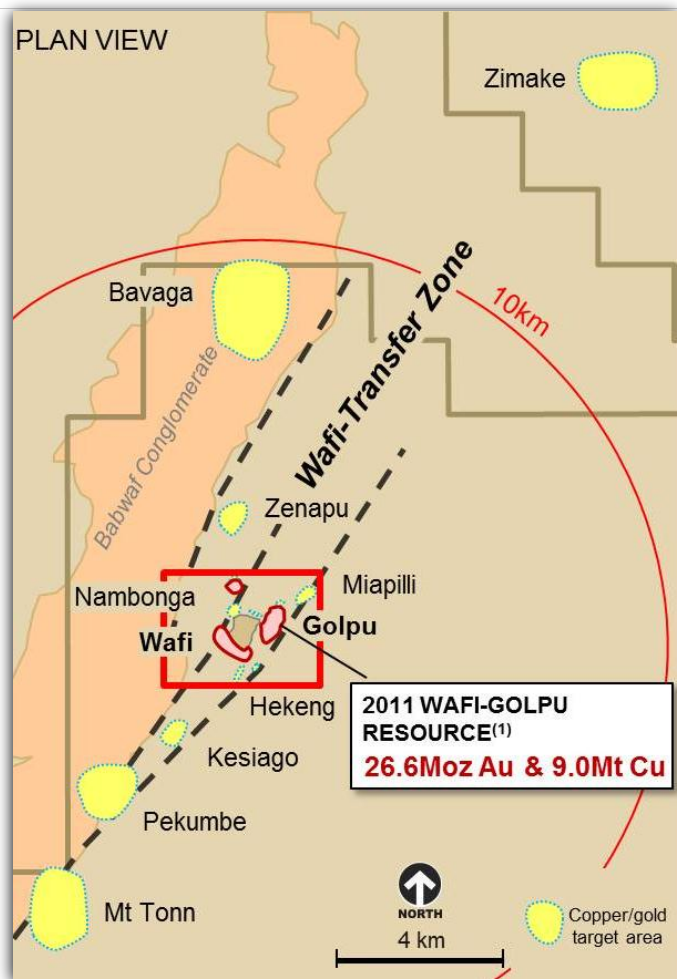 PLAN VIEW
Zimake
Bavaga
10km
Wafi-Transfer Zone
Babwaf Conglomerate
Zenapu
Nambonga
Miapilli
Wafi
Golpu
Hekeng
2011 WAFI-GOLPU
RESOURCE(1)
26.6Moz Au & 9.0Mt Cu
Kesiago
Pekumbe
Mt Tonn
NORTH
4 km
Copper/gold
target area